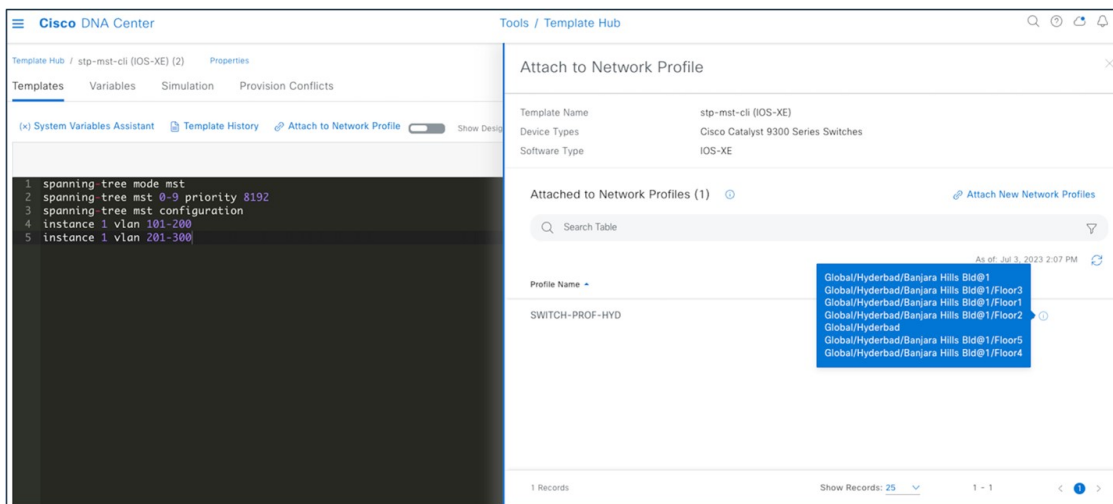 Cisco DNA Center
Tools / Template Hub
Template Hub / stp-mst-cli (IOS-XE) (2) Properties
Templates Variables Simulation Provision Conflicts
(×) System Variables Assistant Template History Attach to Network Profile Show Desig
1 spanning-tree mode mst
2 spanning-tree mst 0-9 priority 8192
3 spanning-tree mst configuration
4 instance 1 vlan 101-200
5 instance 1 vlan 201-300
Attach to Network Profile
Template Name stp-mst-cli (IOS-XE)
Device Types Cisco Catalyst 9300 Series Switches
Software Type IOS-XE
Attached to Network Profiles (1) Attach New Network Profiles
Search Table
As of: Jul 3, 2023 2:07 PM
Profile Name
SWITCH-PROF-HYD
Global/Hyderbad/Banjara Hills Bld@1
Global/Hyderbad/Banjara Hills Bld@1/Floor3
Global/Hyderbad/Banjara Hills Bld@1/Floor1
Global/Hyderbad/Banjara Hills Bld@1/Floor2
Global/Hyderbad
Global/Hyderbad/Banjara Hills Bld@1/Floor5
Global/Hyderbad/Banjara Hills Bld@1/Floor4
1 Records Show Records: 25 1 - 1 1